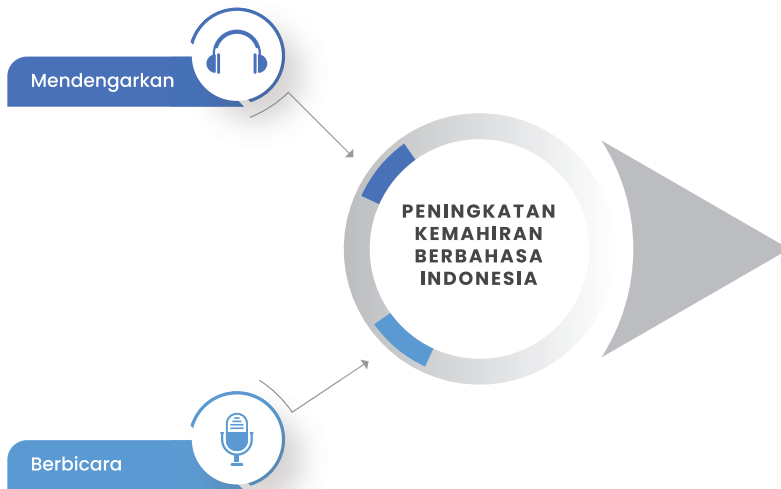 Mendengarkan
PENINGKATAN
KEMAHIRAN
BERBAHASA
INDONESIA
Berbicara